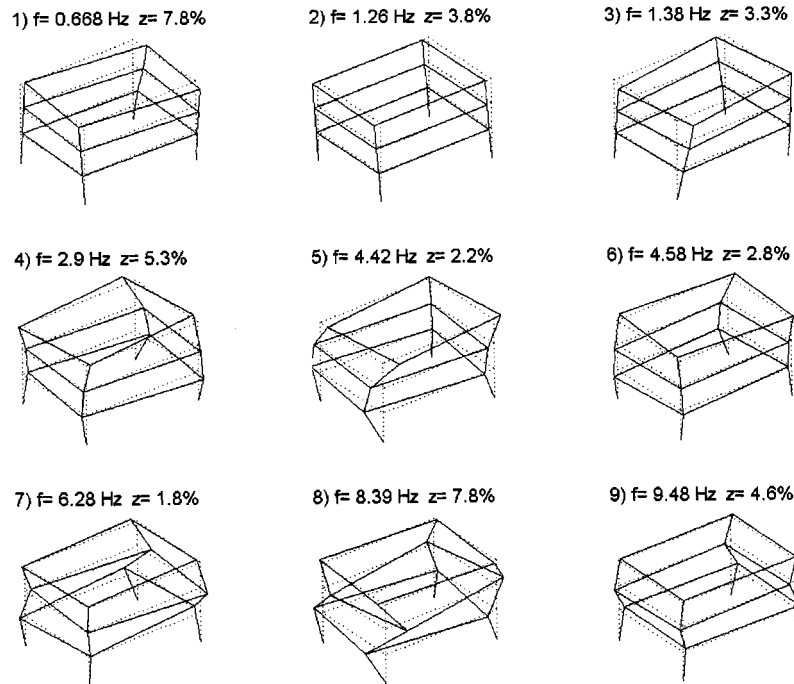 1) f= 0.668 Hz z= 7.8%
2) f= 1.26 Hz z= 3.8%
3) f= 1.38 Hz z= 3.3%
4) f= 2.9 Hz z= 5.3%
5) f= 4.42 Hz z= 2.2%
6) f= 4.58 Hz z= 2.8%
7) f= 6.28 Hz z= 1.8%
8) f= 8.39 Hz z= 7.8%
9) f= 9.48 Hz z= 4.6%